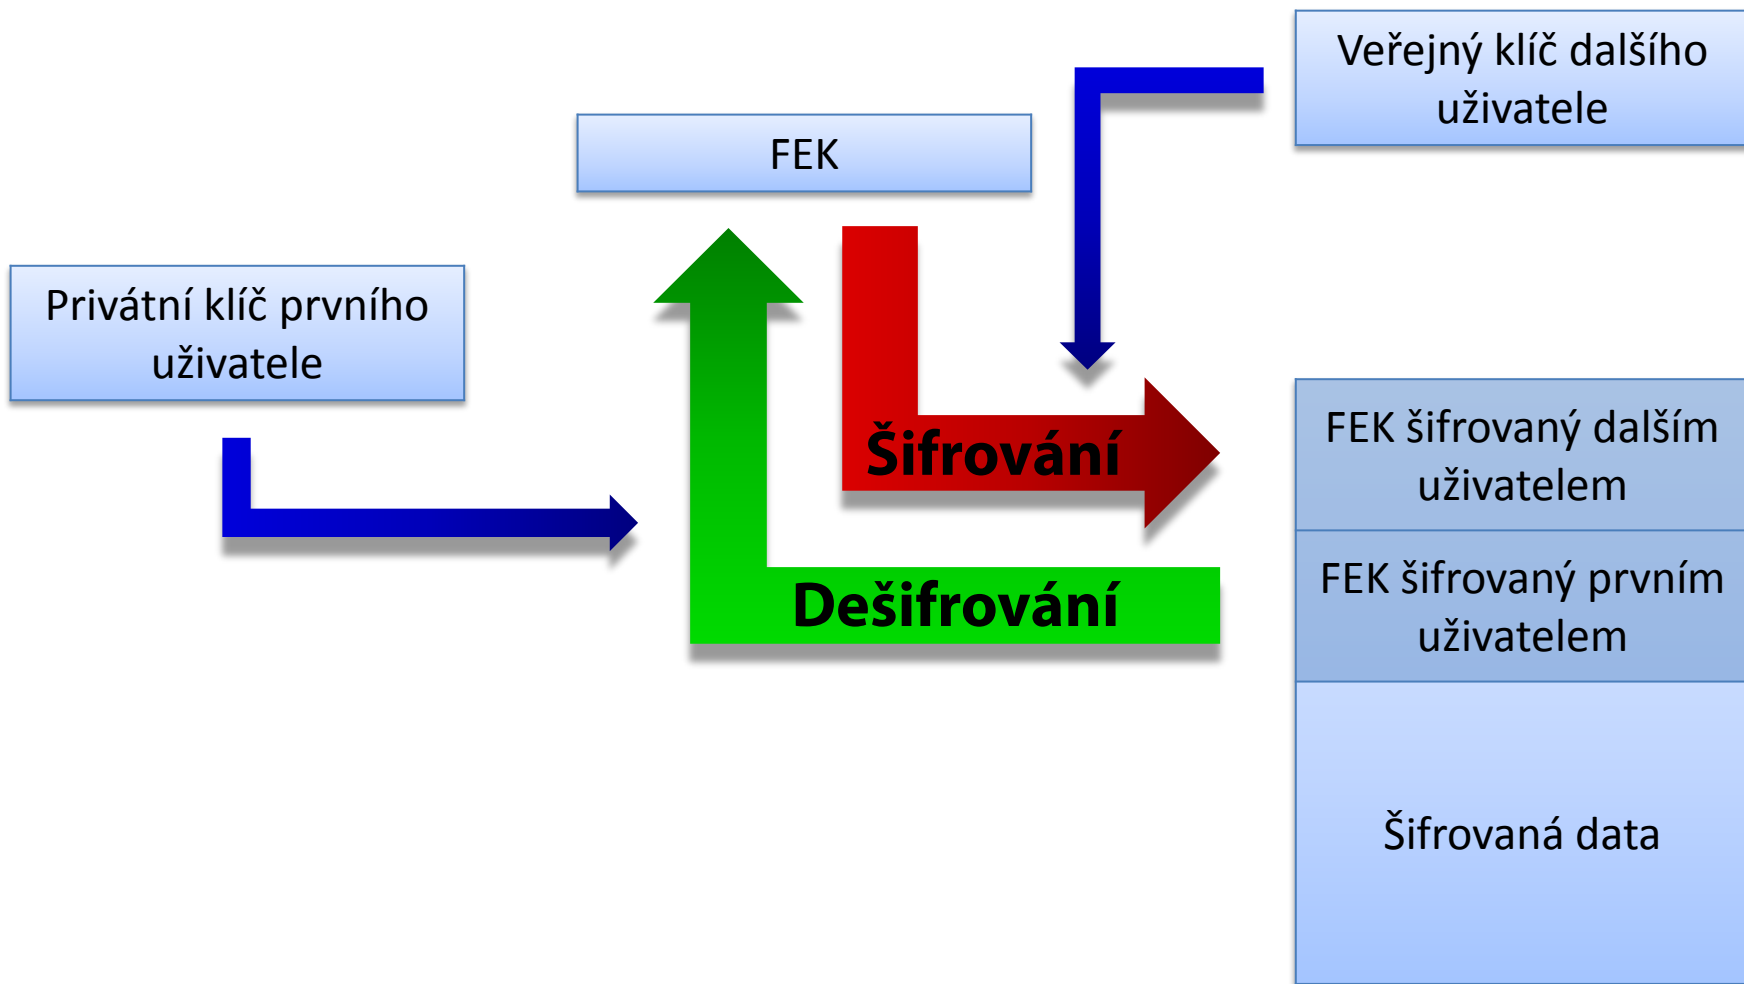 Veřejný klíč dalšího
uživatele
FEK
Privátní klíč prvního
uživatele
FEK šifrovaný dalším
uživatelem
Šifrování
FEK šifrovaný prvním
uživatelem
Dešifrování
Šifrovaná data